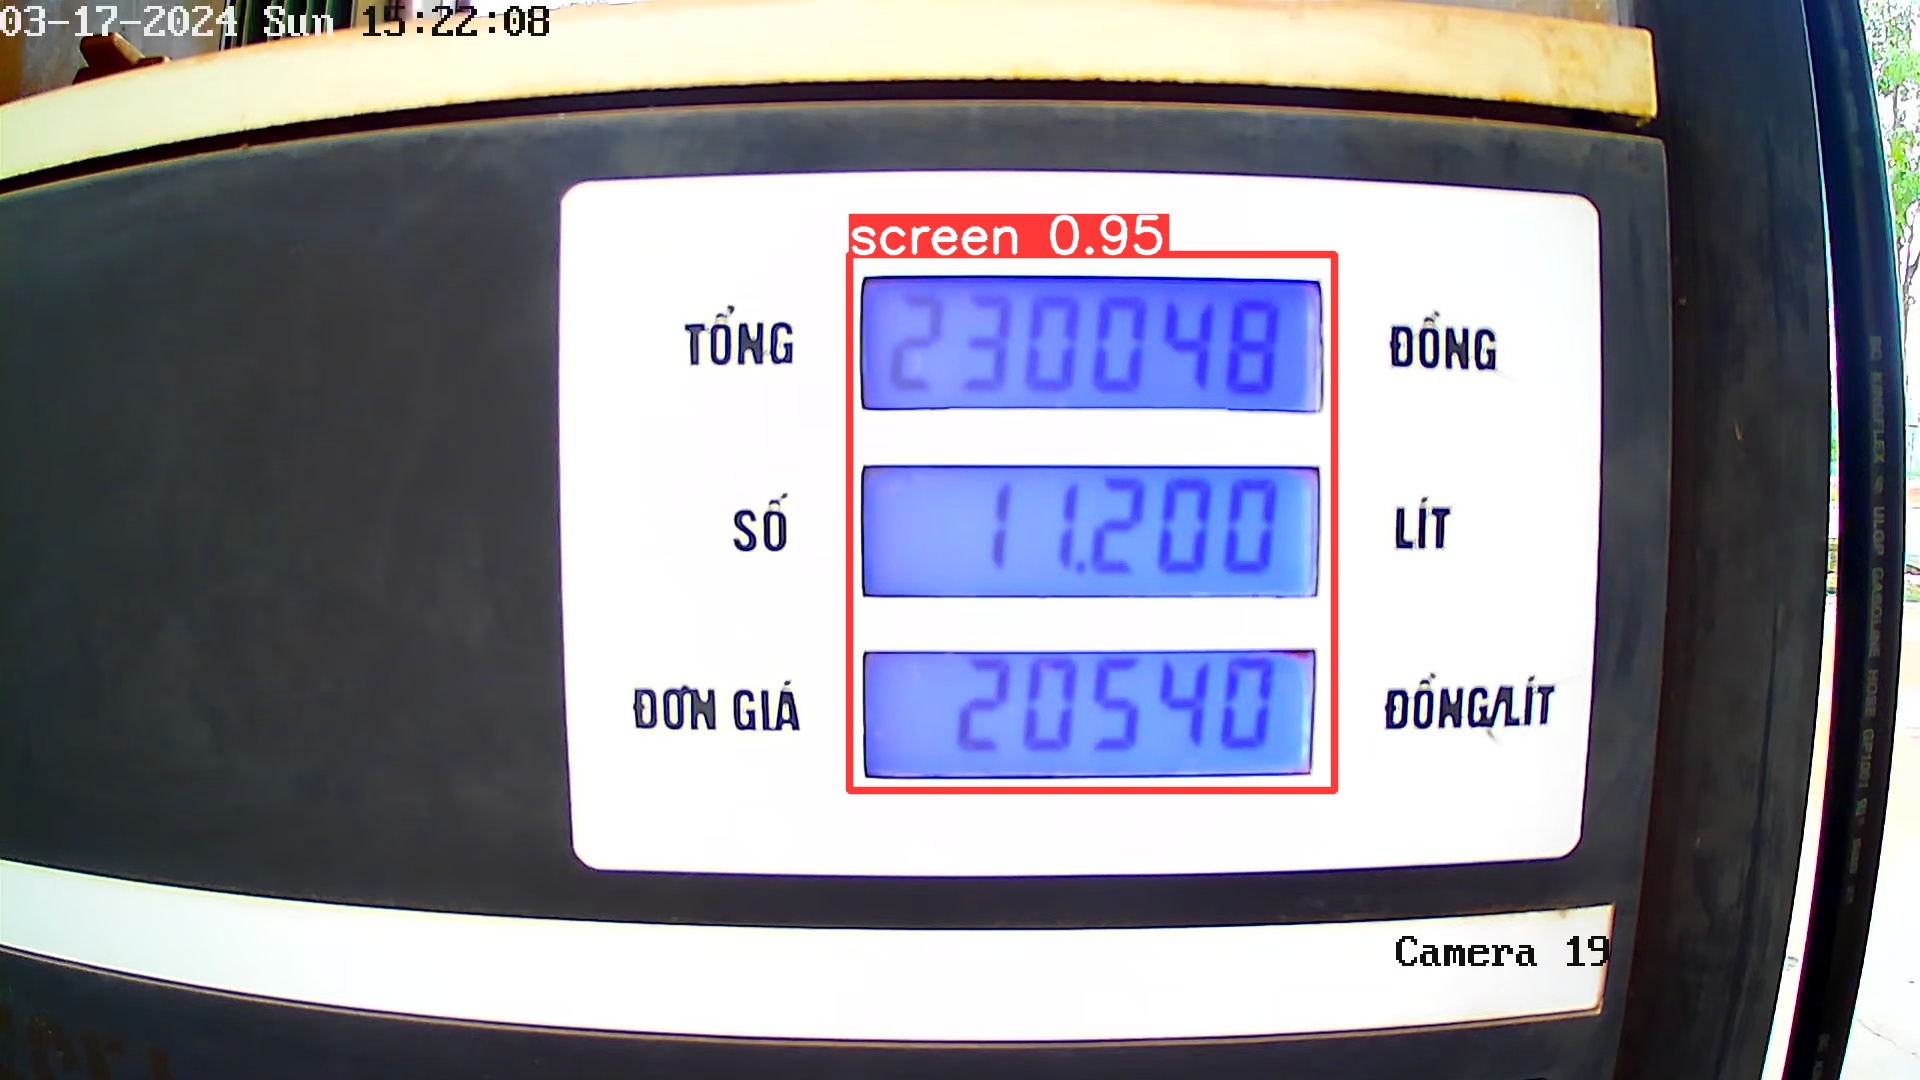 03-17-2024 Sun 15:22:08
screen 0.95
TỔNG 230048 ĐỒNG
SỐ 11.200 LÍT
ĐƠN GIÁ 20540 ĐỒNG/LÍT
Camera 19